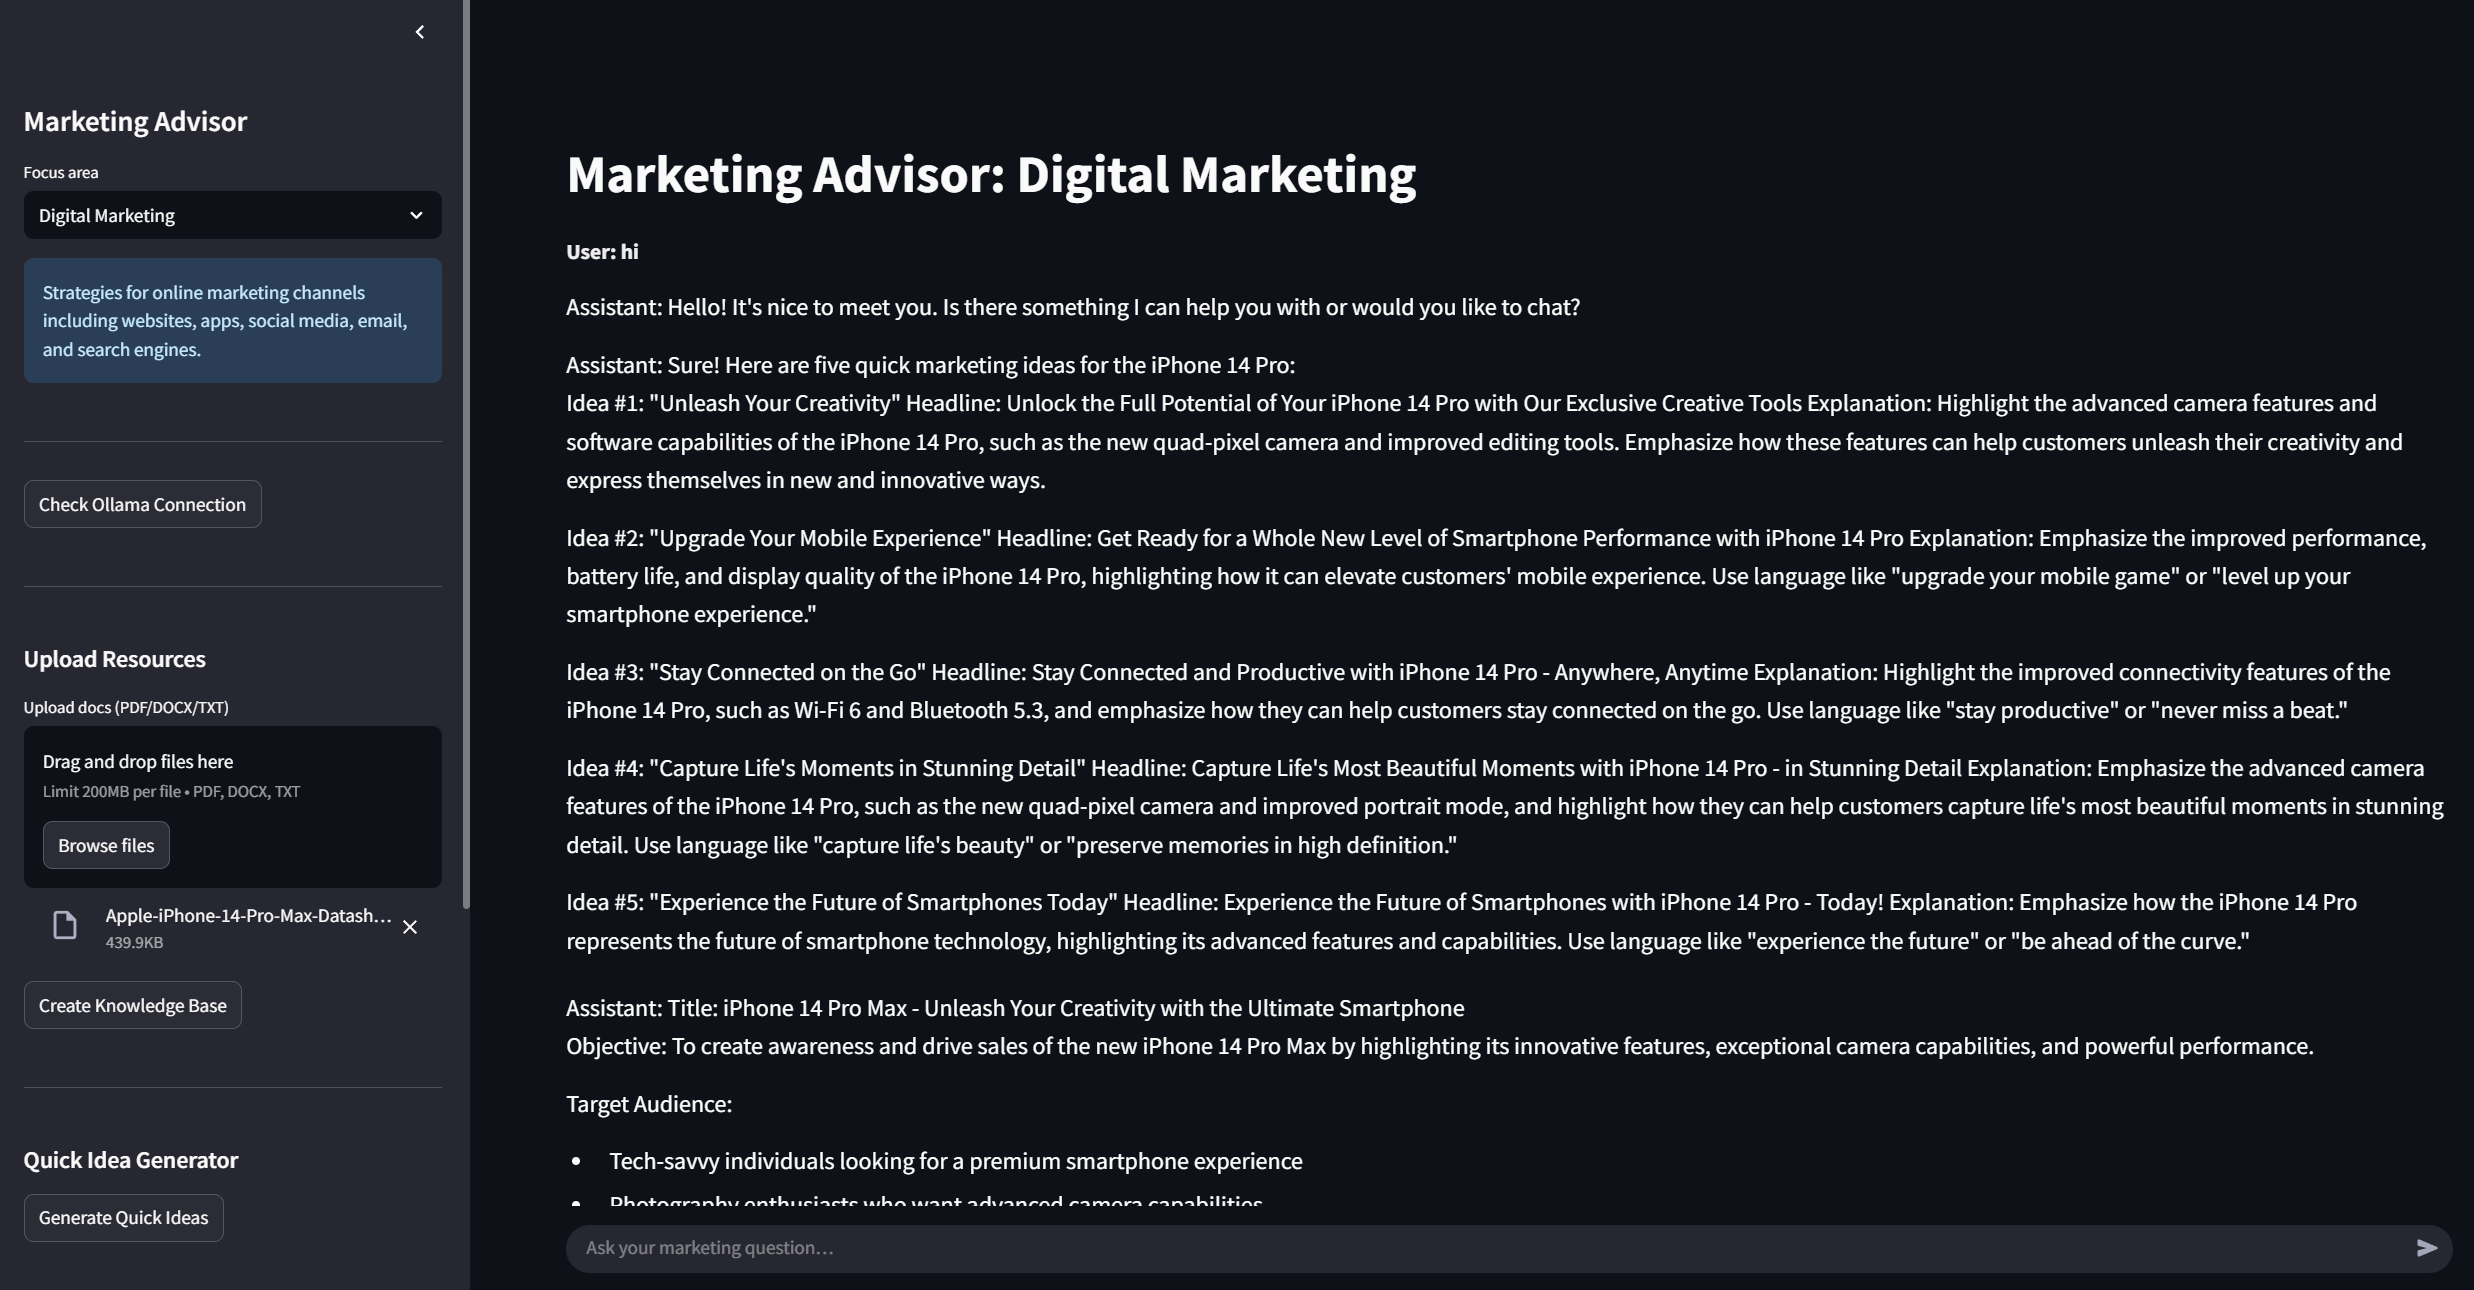 Marketing Advisor
Focus area
Digital Marketing
Strategies for online marketing channels
including websites, apps, social media, email,
and search engines.
Check Ollama Connection
Upload Resources
Upload docs (PDF/DOCX/TXT)
Drag and drop files here
Limit 200MB per file • PDF, DOCX, TXT
Browse files
Apple-iPhone-14-Pro-Max-Datash...
439.9KB
Create Knowledge Base
Quick Idea Generator
Generate Quick Ideas
Marketing Advisor: Digital Marketing
User: hi
Assistant: Hello! It's nice to meet you. Is there something I can help you with or would you like to chat?
Assistant: Sure! Here are five quick marketing ideas for the iPhone 14 Pro:
Idea #1: "Unleash Your Creativity" Headline: Unlock the Full Potential of Your iPhone 14 Pro with Our Exclusive Creative Tools Explanation: Highlight the advanced camera features and
software capabilities of the iPhone 14 Pro, such as the new quad-pixel camera and improved editing tools. Emphasize how these features can help customers unleash their creativity and
express themselves in new and innovative ways.
Idea #2: "Upgrade Your Mobile Experience" Headline: Get Ready for a Whole New Level of Smartphone Performance with iPhone 14 Pro Explanation: Emphasize the improved performance,
battery life, and display quality of the iPhone 14 Pro, highlighting how it can elevate customers' mobile experience. Use language like "upgrade your mobile game" or "level up your
smartphone experience."
Idea #3: "Stay Connected on the Go" Headline: Stay Connected and Productive with iPhone 14 Pro - Anywhere, Anytime Explanation: Highlight the improved connectivity features of the
iPhone 14 Pro, such as Wi-Fi 6 and Bluetooth 5.3, and emphasize how they can help customers stay connected on the go. Use language like "stay productive" or "never miss a beat."
Idea #4: "Capture Life's Moments in Stunning Detail" Headline: Capture Life's Most Beautiful Moments with iPhone 14 Pro - in Stunning Detail Explanation: Emphasize the advanced camera
features of the iPhone 14 Pro, such as the new quad-pixel camera and improved portrait mode, and highlight how they can help customers capture life's most beautiful moments in stunning
detail. Use language like "capture life's beauty" or "preserve memories in high definition."
Idea #5: "Experience the Future of Smartphones Today" Headline: Experience the Future of Smartphones with iPhone 14 Pro - Today! Explanation: Emphasize how the iPhone 14 Pro
represents the future of smartphone technology, highlighting its advanced features and capabilities. Use language like "experience the future" or "be ahead of the curve."
Assistant: Title: iPhone 14 Pro Max - Unleash Your Creativity with the Ultimate Smartphone
Objective: To create awareness and drive sales of the new iPhone 14 Pro Max by highlighting its innovative features, exceptional camera capabilities, and powerful performance.
Target Audience:
• Tech-savvy individuals looking for a premium smartphone experience
• Photography enthusiasts who want advanced camera capabilities
Ask your marketing question...